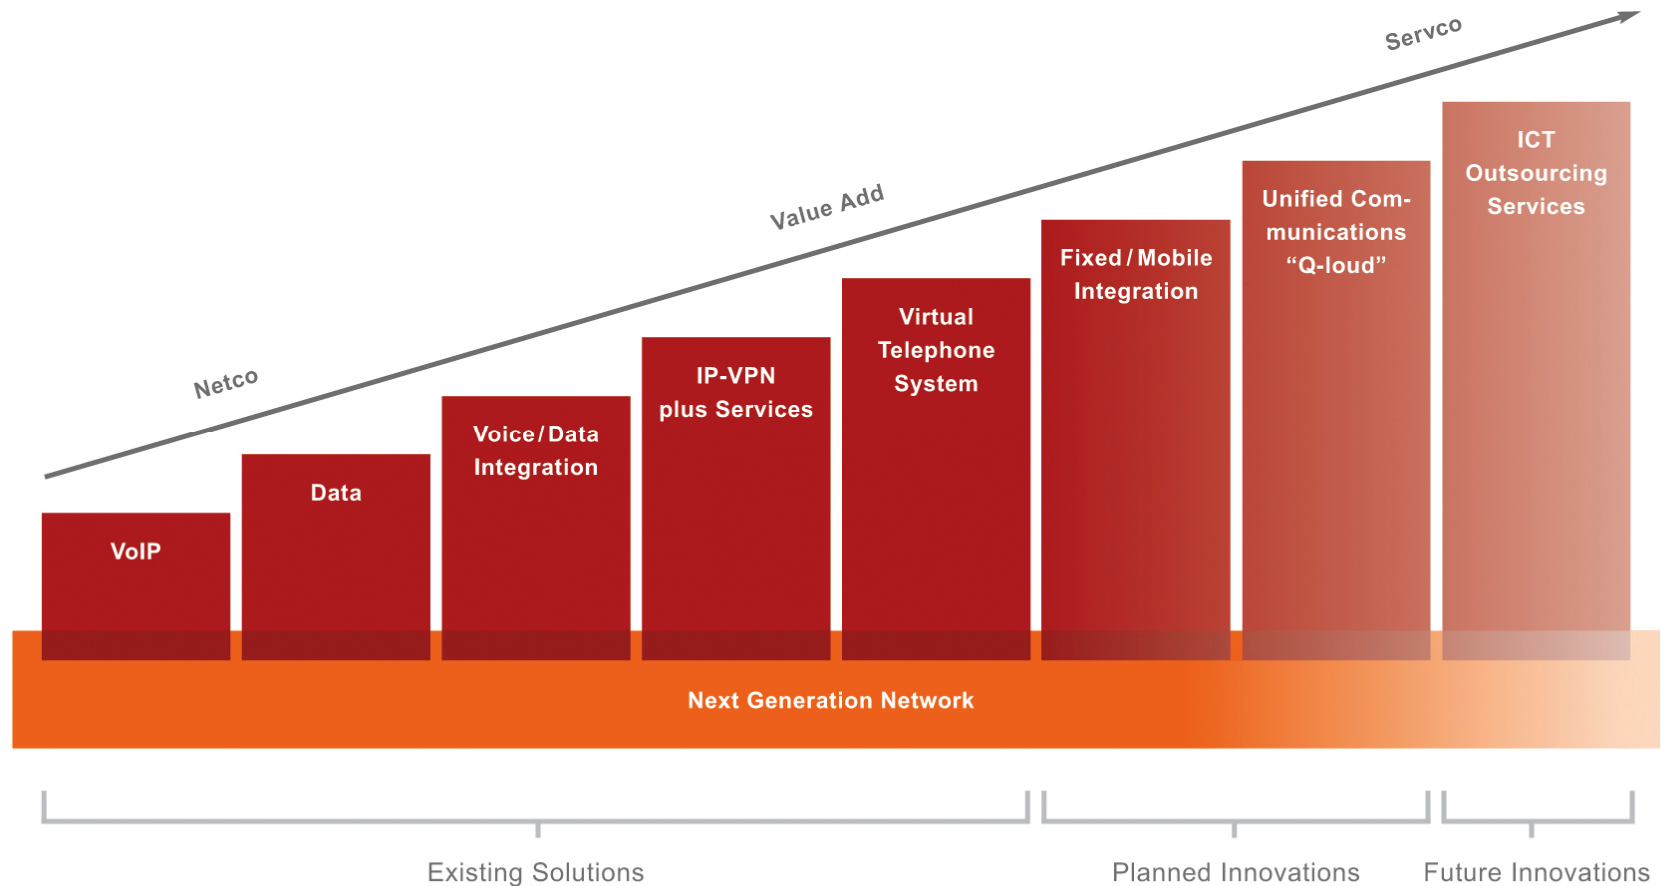 Servco
Value Add
Netco
ICT
Outsourcing
Services
Unified Com-
munications
“Q-loud”
Fixed / Mobile
Integration
Virtual
Telephone
System
IP-VPN
plus Services
Voice / Data
Integration
Data
VoIP
Next Generation Network
Existing Solutions
Planned Innovations
Future Innovations